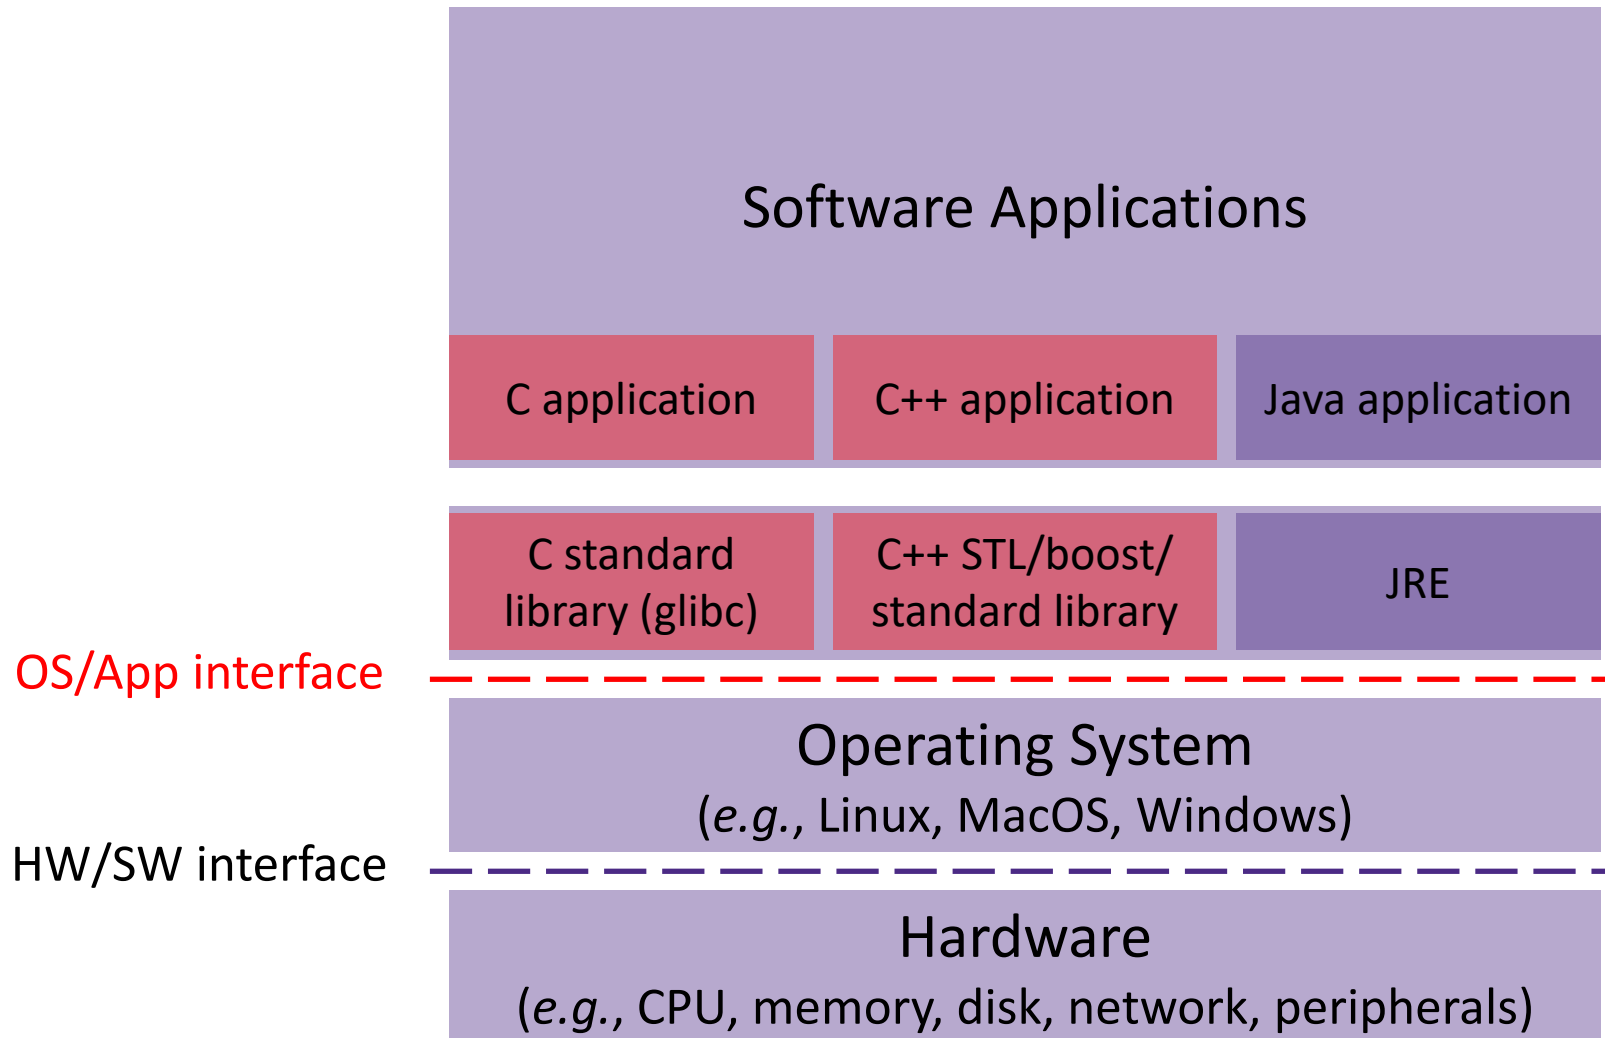 Software Applications
C application
C++ application
Java application
C standard
library (glibc)
C++ STL/boost/
standard library
JRE
OS/App interface
Operating System
(e.g., Linux, MacOS, Windows)
HW/SW interface
Hardware
(e.g., CPU, memory, disk, network, peripherals)